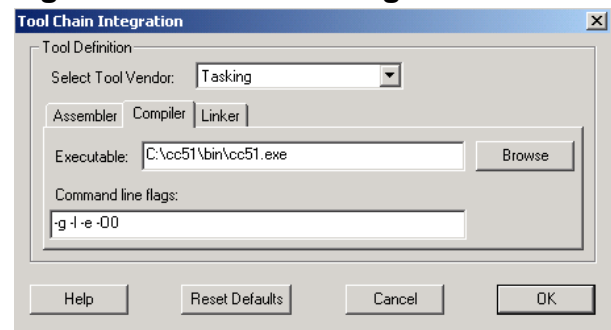 Tool Chain Integration
Tool Definition
Select Tool Vendor: Tasking
Assembler Compiler Linker
Executable: C:\cc51\bin\cc51.exe Browse
Command line flags:
-g -l -e -O0
Help Reset Defaults Cancel OK